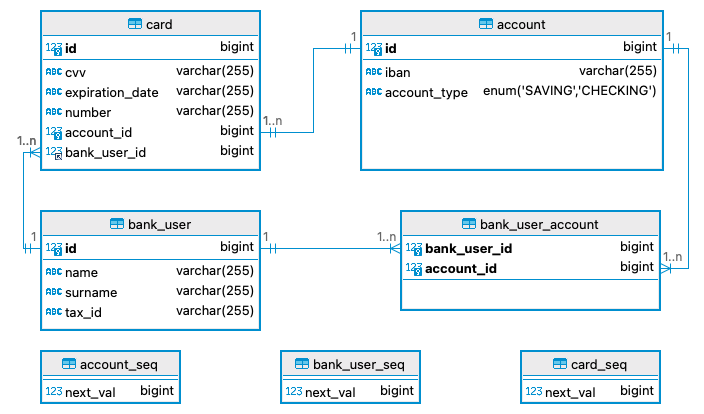 card
123 id bigint
ABC cvv varchar(255)
ABC expiration_date varchar(255)
ABC number varchar(255)
123 account_id bigint
123 bank_user_id bigint
account
123 id bigint
ABC iban varchar(255)
ABC account_type enum('SAVING','CHECKING')
1
1
1..n
1..n
bank_user
123 id bigint
ABC name varchar(255)
ABC surname varchar(255)
ABC tax_id varchar(255)
bank_user_account
123 bank_user_id bigint
123 account_id bigint
1
1
1..n
1..n
account_seq
123 next_val bigint
bank_user_seq
123 next_val bigint
card_seq
123 next_val bigint